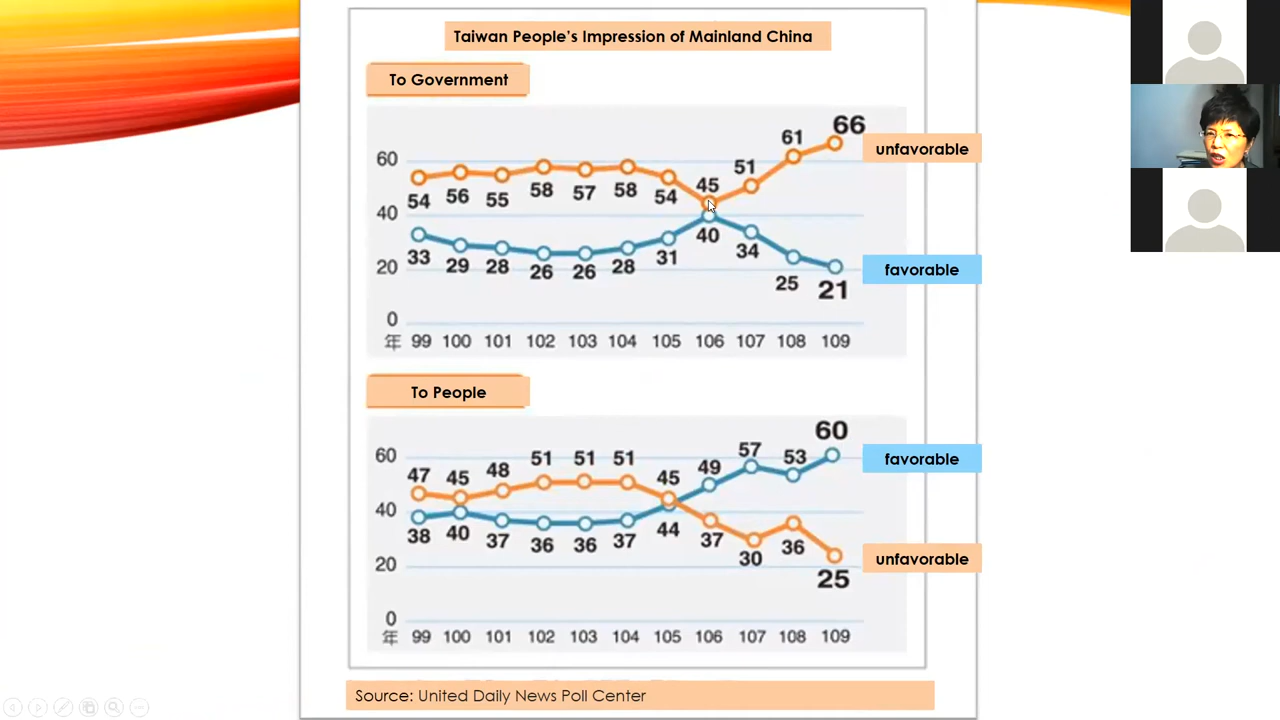 Taiwan People's Impression of Mainland China
To Government
66
61
60
unfavorable
51
45
54 56 55 58 57 58 54
40
40
34
33 29 28 26 26 28 31
favorable
20
25
21
0
年 99 100 101 102 103 104 105 106 107 108 109
To People
60
57
60
53
favorable
51 51 51
49
47 45 48
45
40
38 40 37 36 36 37 44
37
36
30
unfavorable
20
25
0
年 99 100 101 102 103 104 105 106 107 108 109
Source: United Daily News Poll Center